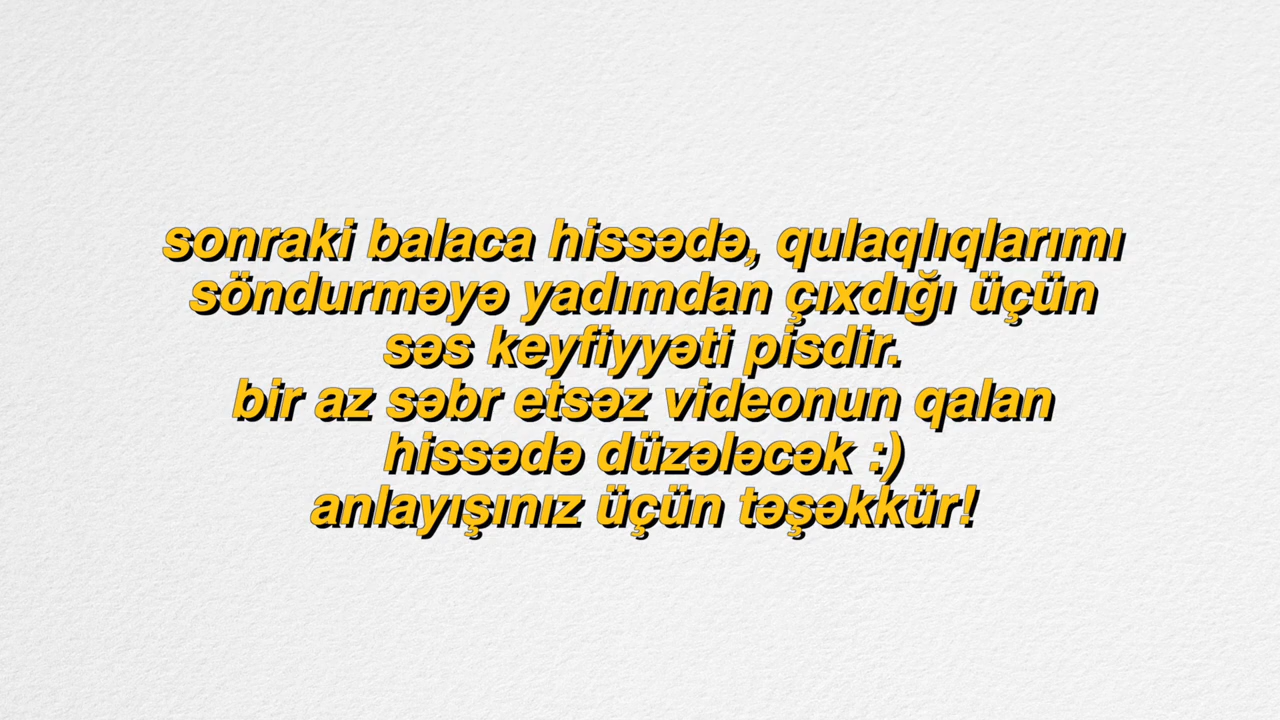 sonraki balaca hissədə, qulaqlıqlarımı
söndurməyə yadımdan çıxdığı üçün
səs keyfiyyəti pisdir.
bir az səbr etsəz videonun qalan
hissədə düzələcək :)
anlayışınız üçün təşəkkür!